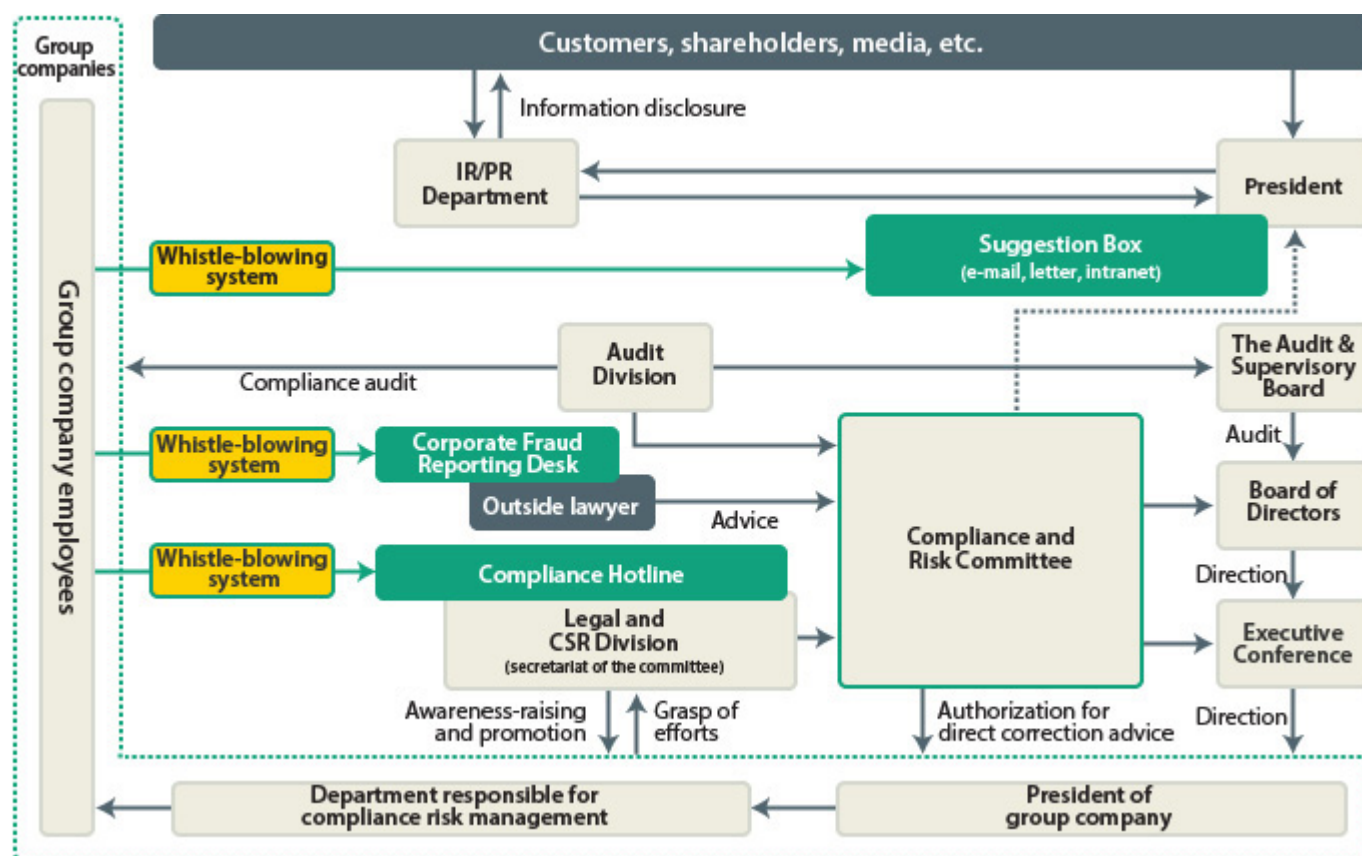 Group
companies
Customers, shareholders, media, etc.
Information disclosure
IR/PR
Department
President
Whistle-blowing
system
Suggestion Box
(e-mail, letter, intranet)
Group company employees
Audit
Division
Compliance audit
The Audit &
Supervisory
Board
Audit
Whistle-blowing
system
Corporate Fraud
Reporting Desk
Outside lawyer
Advice
Compliance and
Risk Committee
Board of
Directors
Direction
Whistle-blowing
system
Compliance Hotline
Legal and
CSR Division
(secretariat of the committee)
Executive
Conference
Awareness-raising
and promotion
Grasp of
efforts
Authorization for
direct correction advice
Direction
Department responsible for
compliance risk management
President of
group company